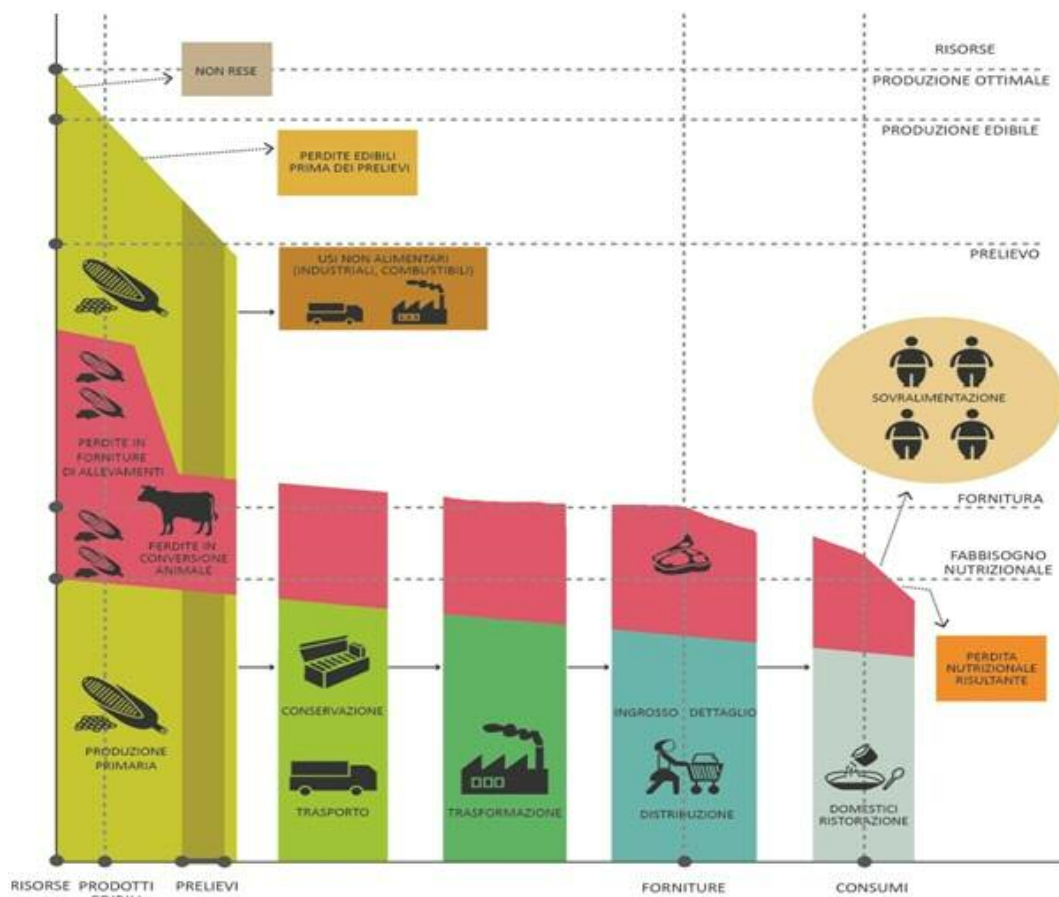 RISORSE
NON RESE
PRODUZIONE OTTIMALE
PRODUZIONE EDIBILE
PERDITE EDIBILI
PRIMA DEI PRELIEVI
PRELIEVO
USI NON ALIMENTARI
(INDUSTRIALI, COMBUSTIBILI)
SOVRALIMENTAZIONE
PERDITE IN
FORNITURE
DI ALLEVAMENTI
FORNITURA
PERDITE IN
CONVERSIONE
ANIMALE
FABBISOGNO
NUTRIZIONALE
PERDITA
NUTRIZIONALE
RISULTANTE
PRODUZIONE
PRIMARIA
CONSERVAZIONE
TRASPORTO
TRASFORMAZIONE
INGROSSO DETTAGLIO
DISTRIBUZIONE
DOMESTICI
RISTORAZIONE
RISORSE PRODOTTI PRELIEVI FORNITURE CONSUMI